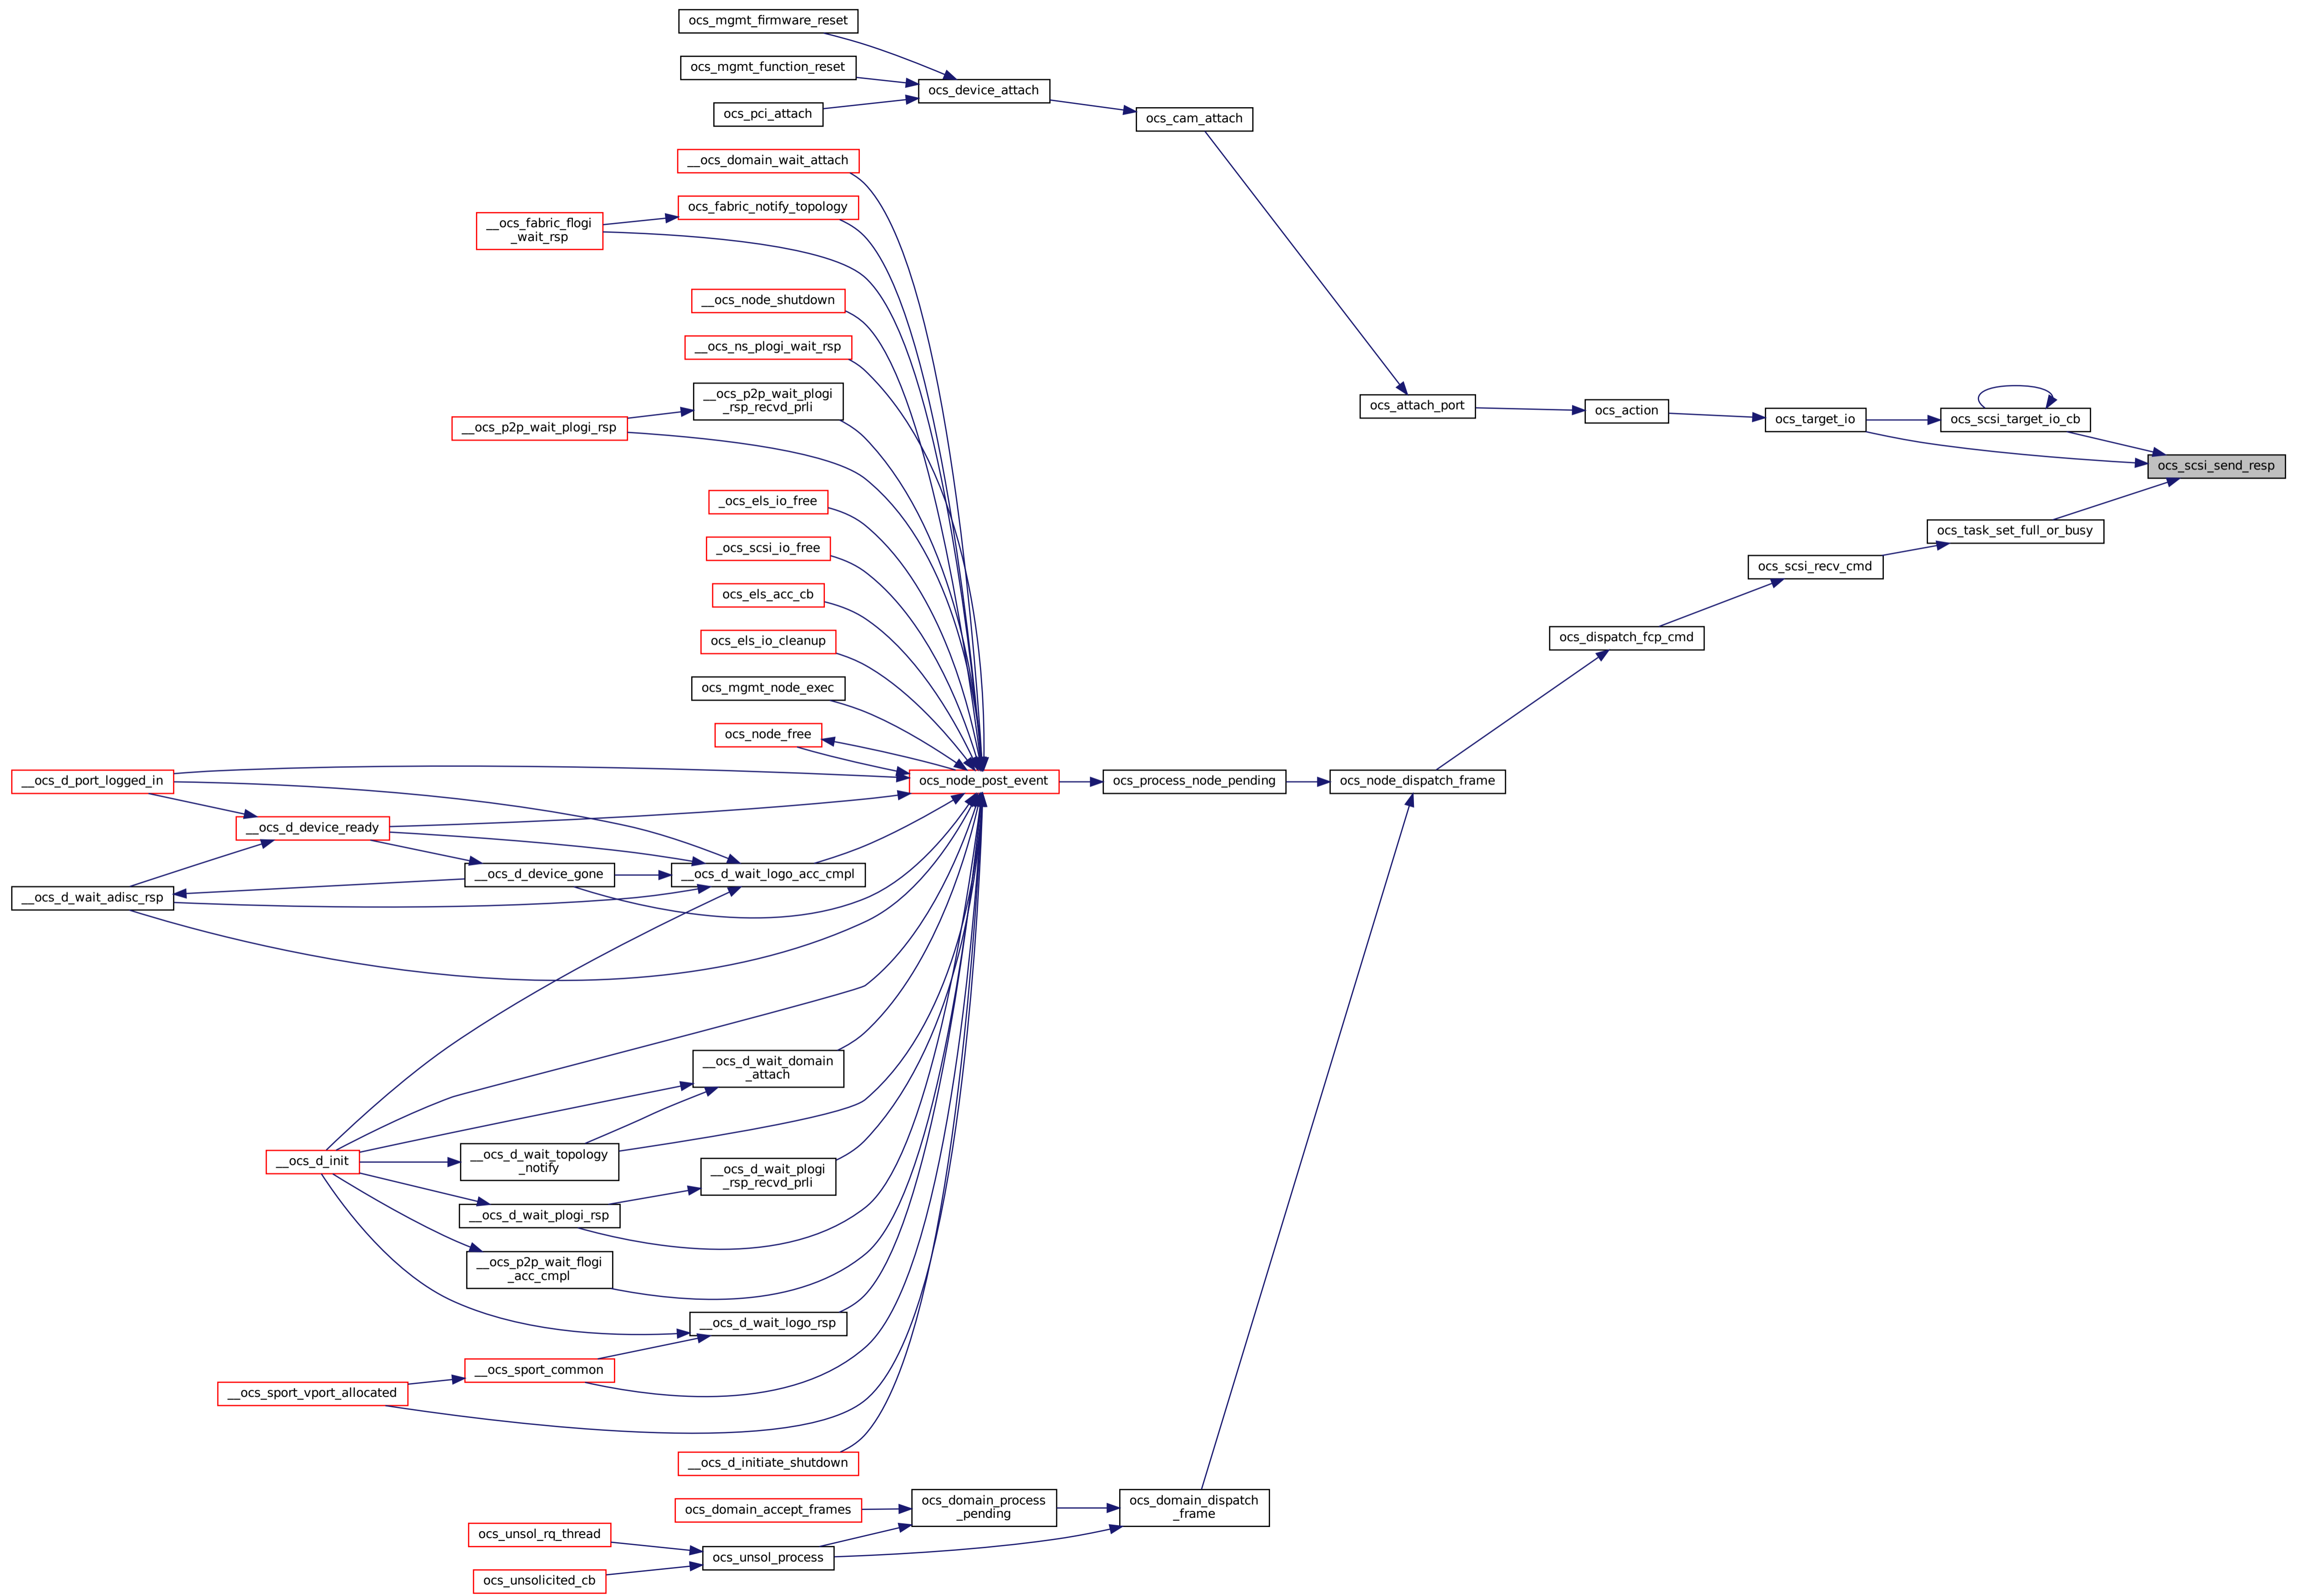 ocs_mgmt_firmware_reset
ocs_mgmt_function_reset
ocs_device_attach
ocs_pci_attach
ocs_cam_attach
__ocs_domain_wait_attach
ocs_fabric_notify_topology
__ocs_fabric_flogi
_wait_rsp
__ocs_node_shutdown
__ocs_ns_plogi_wait_rsp
__ocs_p2p_wait_plogi
_rsp_recvd_prli
__ocs_p2p_wait_plogi_rsp
ocs_attach_port
ocs_action
ocs_target_io
ocs_scsi_target_io_cb
ocs_scsi_send_resp
_ocs_els_io_free
ocs_task_set_full_or_busy
_ocs_scsi_io_free
ocs_scsi_recv_cmd
ocs_els_acc_cb
ocs_els_io_cleanup
ocs_dispatch_fcp_cmd
ocs_mgmt_node_exec
ocs_node_free
__ocs_d_port_logged_in
ocs_node_post_event
ocs_process_node_pending
ocs_node_dispatch_frame
__ocs_d_device_ready
__ocs_d_device_gone
__ocs_d_wait_logo_acc_cmpl
__ocs_d_wait_adisc_rsp
__ocs_d_wait_domain
_attach
__ocs_d_init
__ocs_d_wait_topology
_notify
__ocs_d_wait_plogi
_rsp_recvd_prli
__ocs_d_wait_plogi_rsp
__ocs_p2p_wait_flogi
_acc_cmpl
__ocs_d_wait_logo_rsp
__ocs_sport_common
__ocs_sport_vport_allocated
__ocs_d_initiate_shutdown
ocs_domain_accept_frames
ocs_domain_process
_pending
ocs_domain_dispatch
_frame
ocs_unsol_rq_thread
ocs_unsol_process
ocs_unsolicited_cb